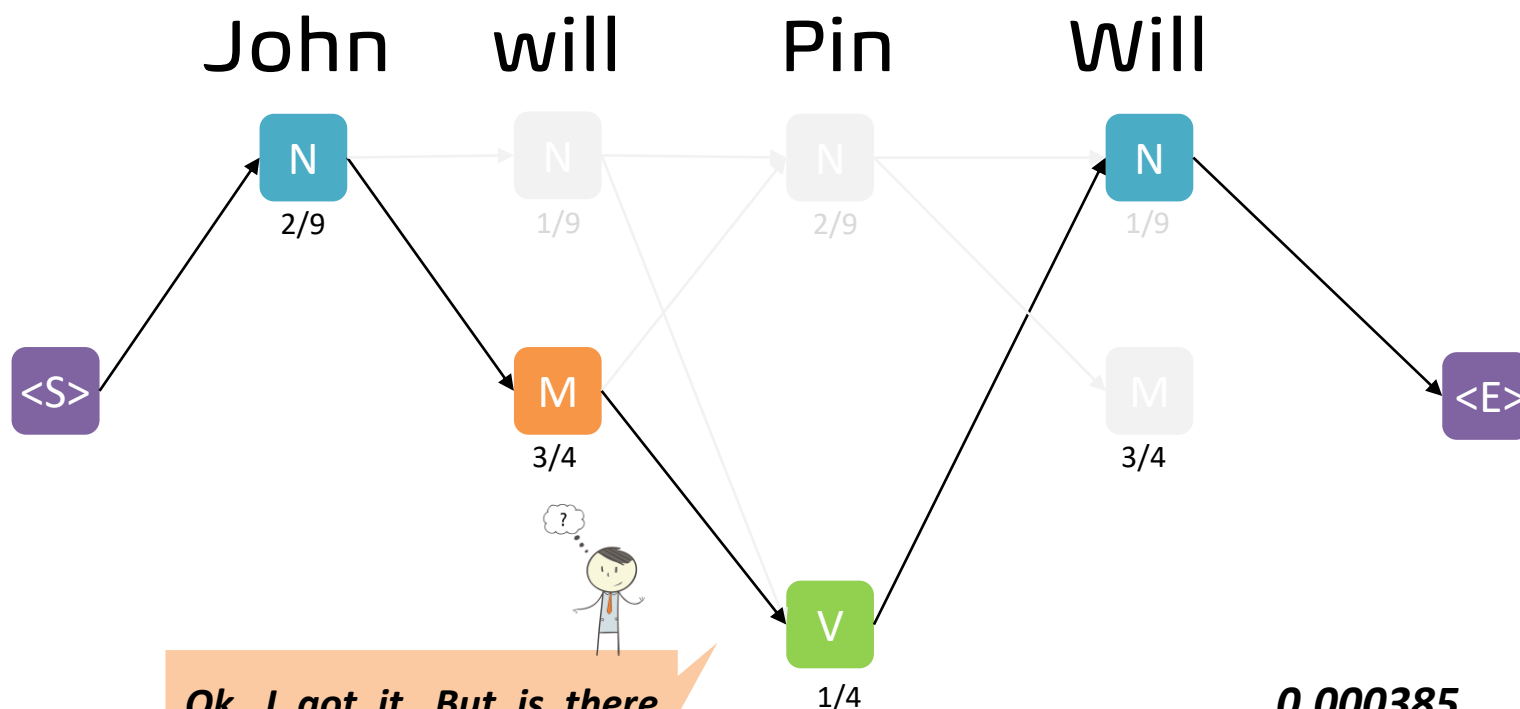 John will Pin Will
N N N N
2/9 1/9 2/9 1/9
<S> M M <E>
3/4 3/4
?
V
1/4
Ok, I got it. But is there
0.000385